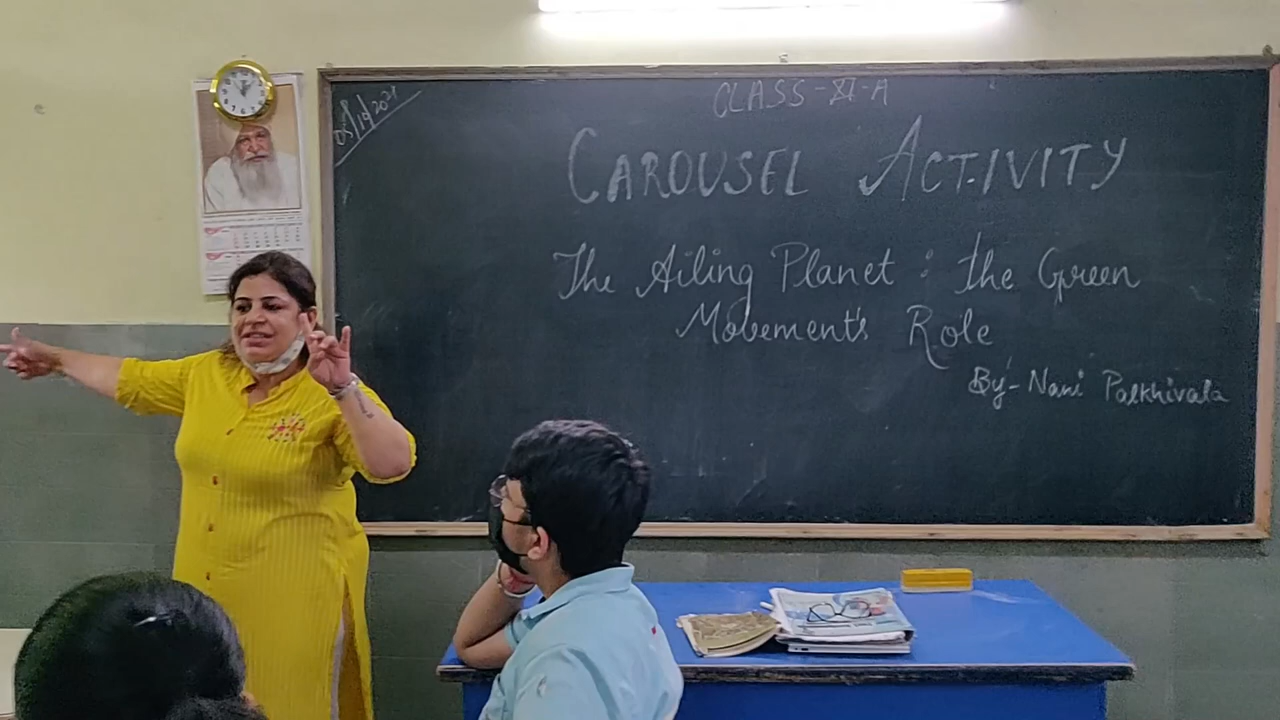 CLASS-XI-A
CAROUSEL ACTIVITY
The Ailing Planet : the Green
Movement's Role
By- Nani Palkhivala